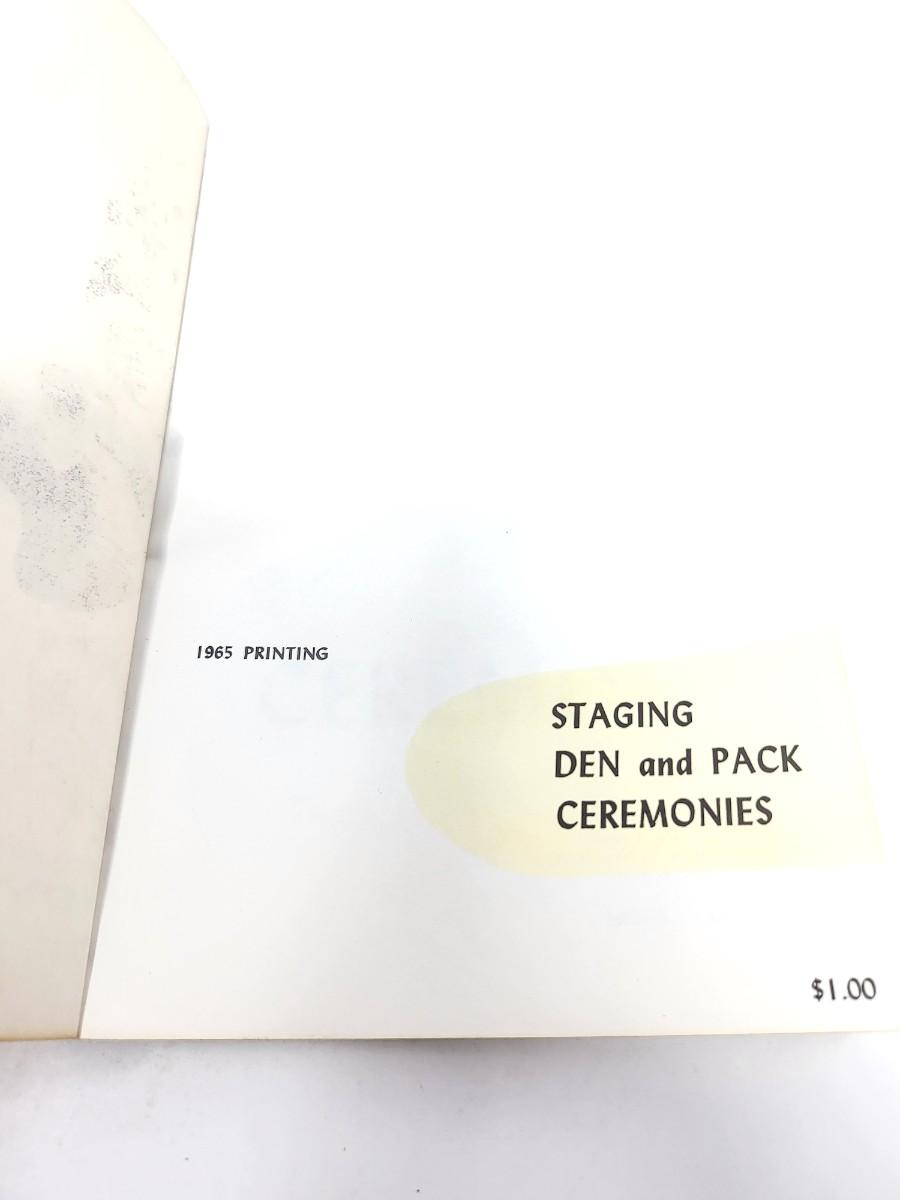 1965 PRINTING
STAGING
DEN and PACK
CEREMONIES
$1.00